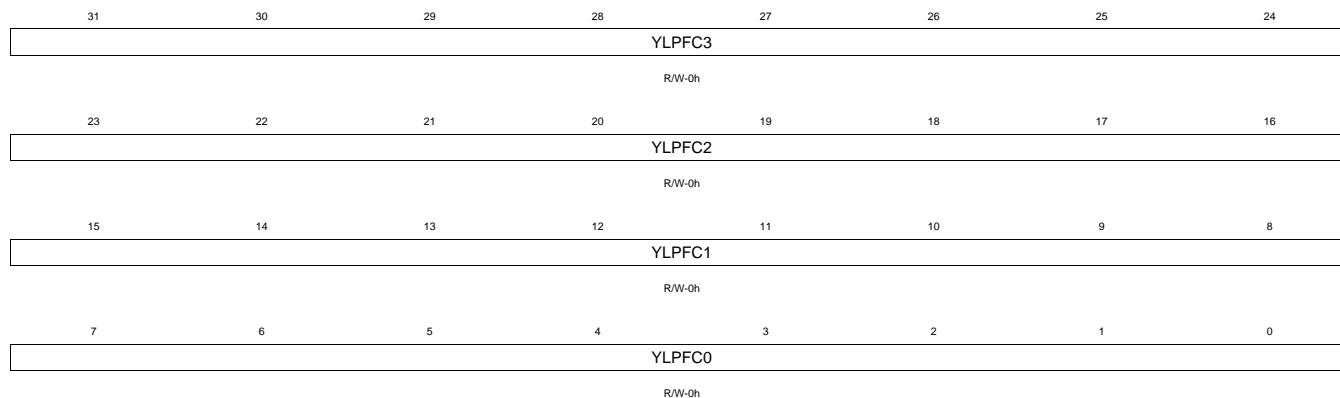 31 30 29 28 27 26 25 24
YLPFC3
R/W-0h
23 22 21 20 19 18 17 16
YLPFC2
R/W-0h
15 14 13 12 11 10 9 8
YLPFC1
R/W-0h
7 6 5 4 3 2 1 0
YLPFC0
R/W-0h